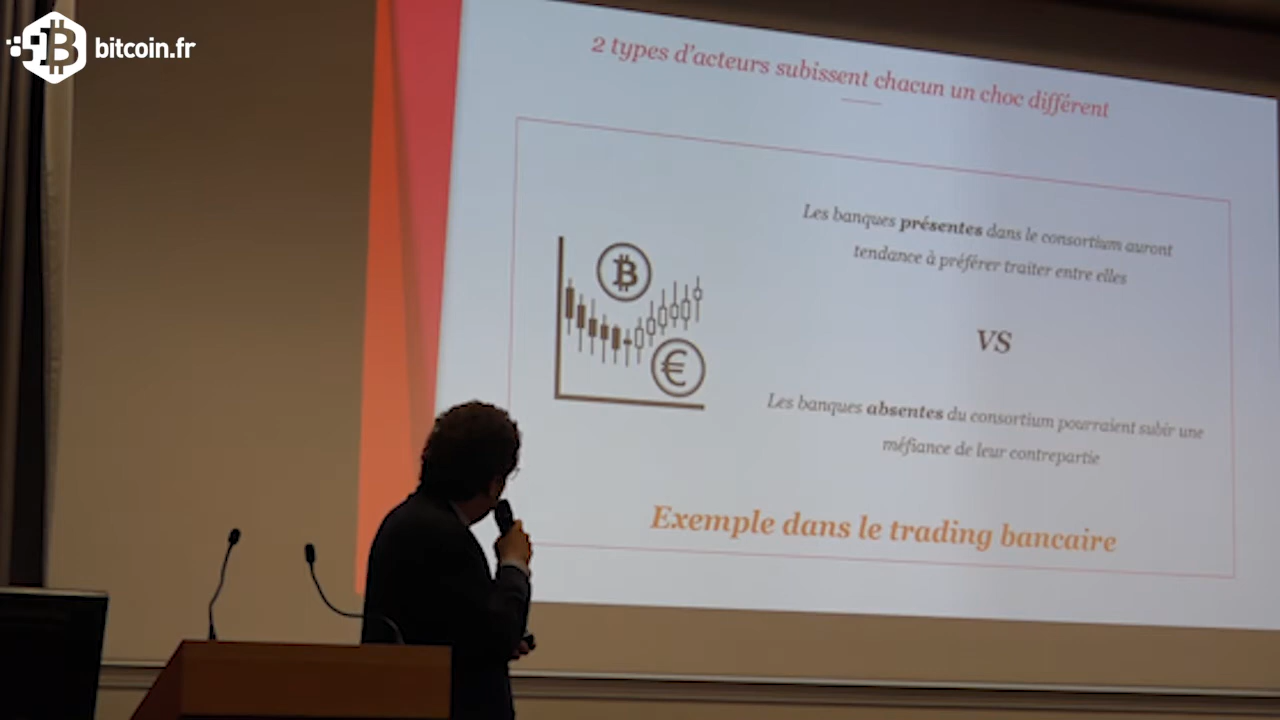 bitcoin.fr
2 types d'acteurs subissent chacun un choc différent
Les banques présentes dans le consortium auront
tendance à préférer traiter entre elles
VS
Les banques absentes du consortium pourraient subir une
méfiance de leur contrepartie
Exemple dans le trading bancaire